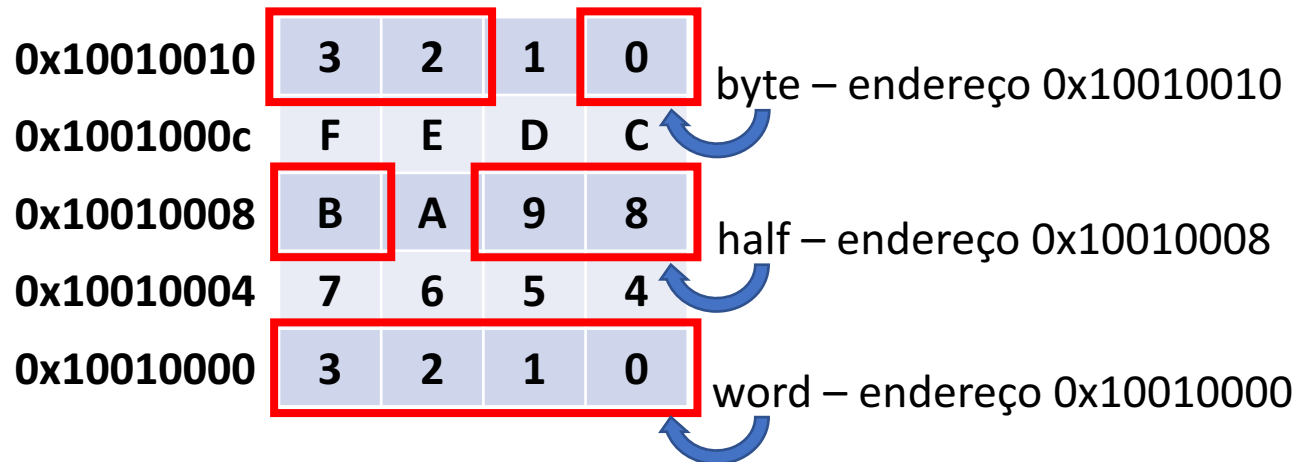 0x10010010 3 2 1 0
byte – endereço 0x10010010
0x1001000c F E D C
0x10010008 B A 9 8
half – endereço 0x10010008
0x10010004 7 6 5 4
0x10010000 3 2 1 0
word – endereço 0x10010000